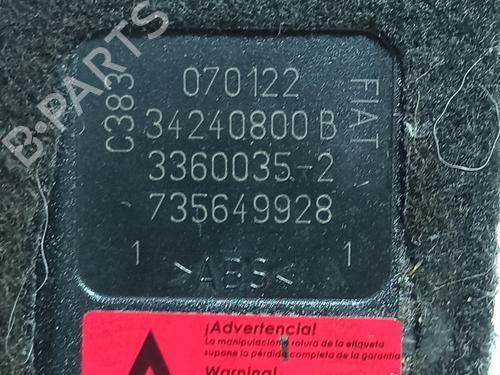 B-PARTS
C383
070122
34240800 B
3360035-2
735649928
FIAT
1 >ABS< 1
¡Advertencia!
La manipulación o rotura de la etiqueta
supone la pérdida completa de la garantía
Warning!